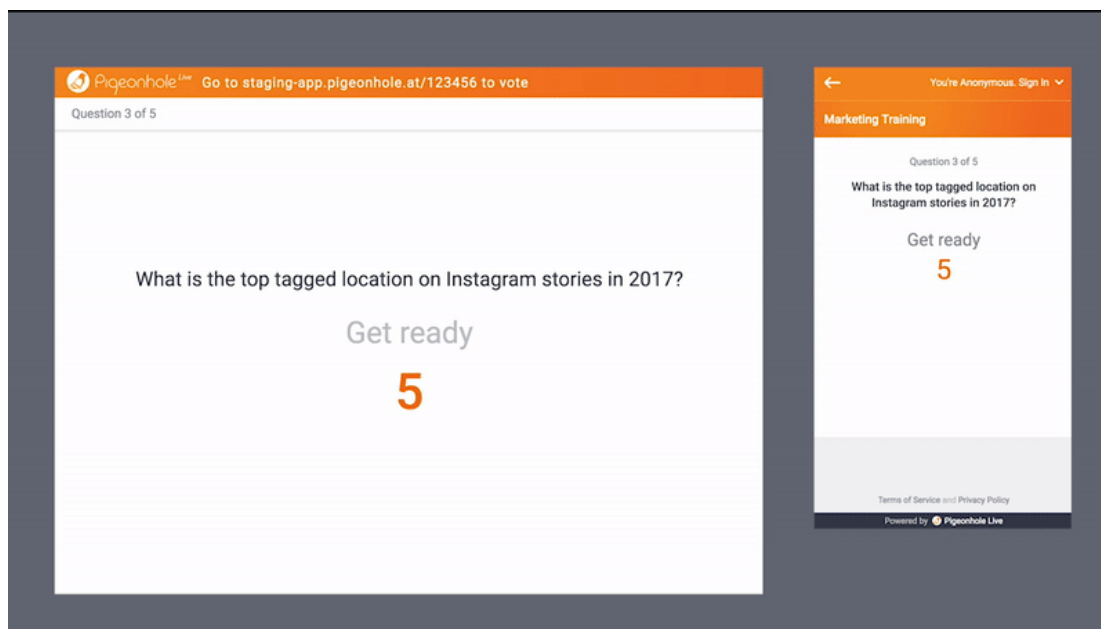 Pigeonhole Live Go to staging-app.pigeonhole.at/123456 to vote
Question 3 of 5
What is the top tagged location on Instagram stories in 2017?
Get ready
5
You're Anonymous. Sign In
Marketing Training
Question 3 of 5
What is the top tagged location on
Instagram stories in 2017?
Get ready
5
Terms of Service and Privacy Policy
Powered by Pigeonhole Live